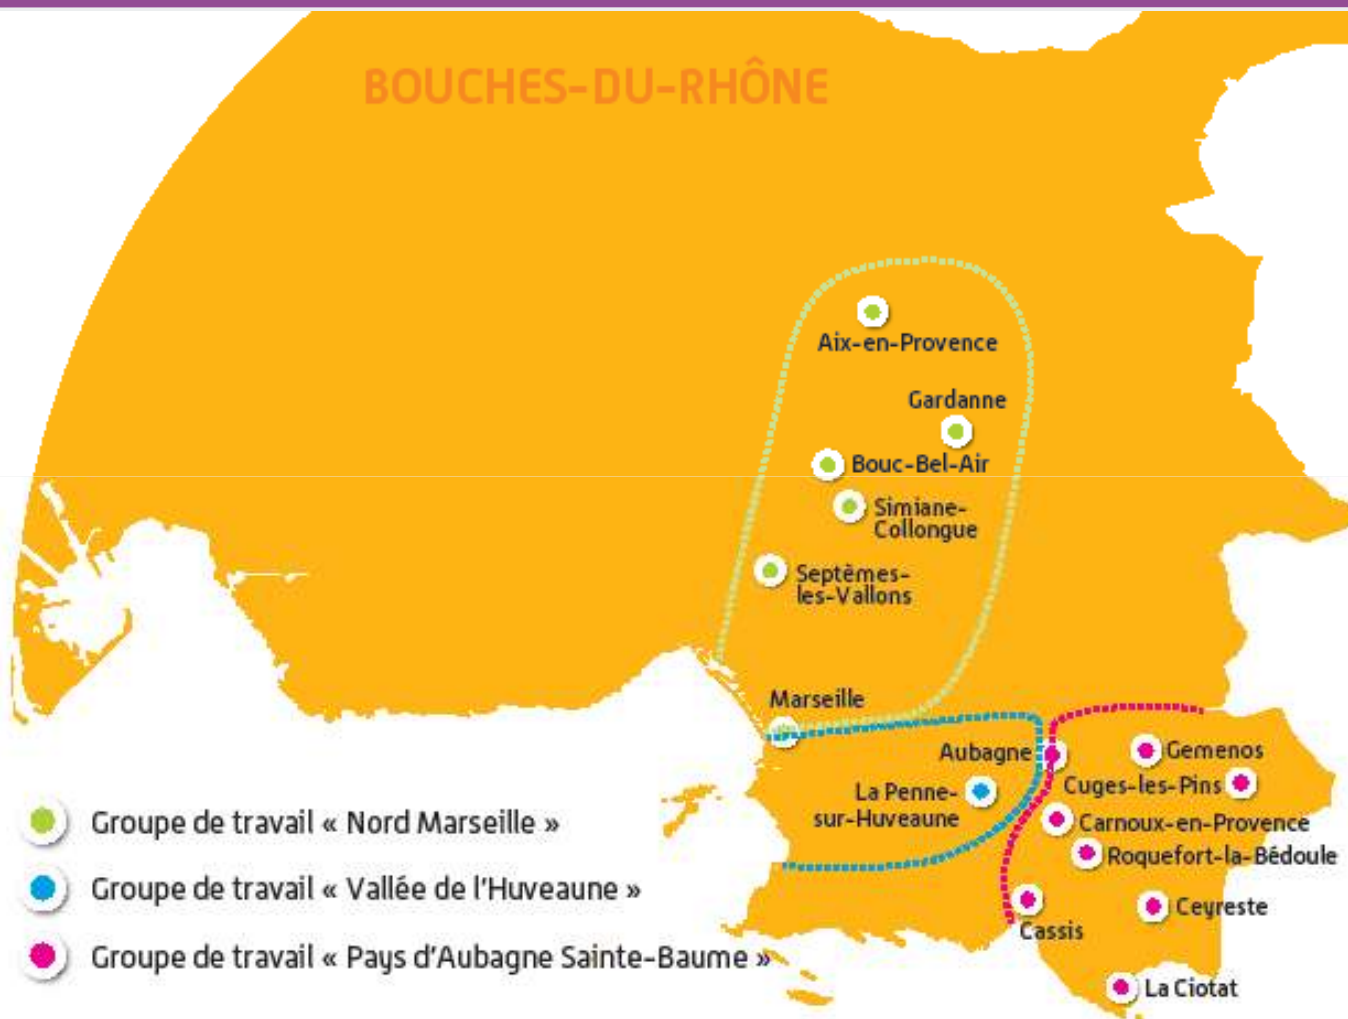 BOUCHES-DU-RHÔNE
Aix-en-Provence
Gardanne
Bouc-Bel-Air
Simiane-
Collongue
Septèmes-
les-Vallons
Marseille
Aubagne
Gemenos
La Penne-
sur-Huveaune
Cuges-les-Pins
Carnoux-en-Provence
Roquefort-la-Bédoule
Cassis
Ceyreste
La Ciotat
Groupe de travail « Nord Marseille »
Groupe de travail « Vallée de l'Huveaune »
Groupe de travail « Pays d'Aubagne Sainte-Baume »